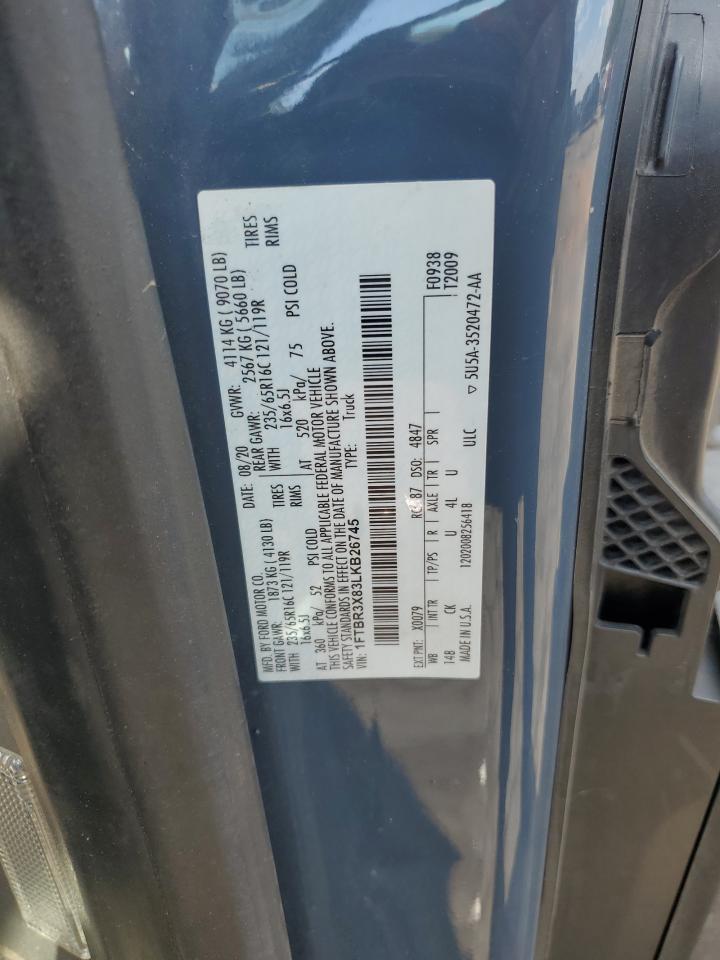 MFD. BY FORD MOTOR CO. DATE: 08/20 GVWR: 4114 KG ( 9070 LB)
FRONT GAWR: 1873 KG ( 4130 LB) REAR GAWR: 2567 KG ( 5660 LB)
WITH 235/65R16C 121/119R TIRES WITH 235/65R16C 121/119R TIRES
16x6.5J RIMS 16x6.5J RIMS
AT 360 kPa/ 52 PSI COLD AT 520 kPa/ 75 PSI COLD
THIS VEHICLE CONFORMS TO ALL APPLICABLE FEDERAL MOTOR VEHICLE
SAFETY STANDARDS IN EFFECT ON THE DATE OF MANUFACTURE SHOWN ABOVE.
VIN: 1FTBR3X83LKB26745 TYPE: Truck
F0938
T2009
EXT PNT: X0079 87 DSO: 4847
WB INT TR TP/PS R AXLE TR SPR
148 CK U 4L U
MADE IN U.S.A. 1202008256418 ULC ▽ 5U5A-3520472-AA